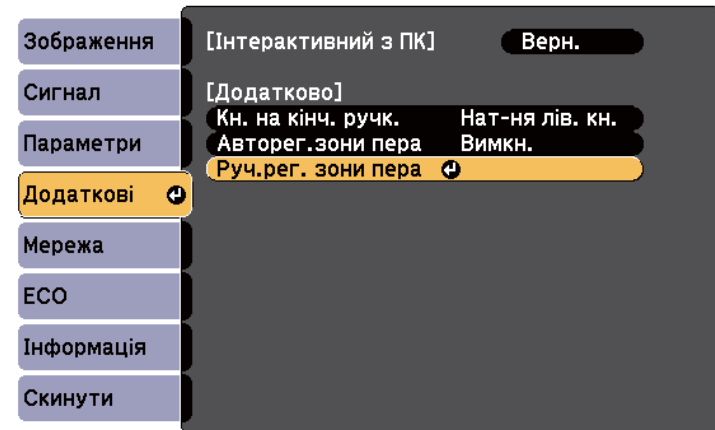 Зображення
Сигнал
Параметри
Додаткові
Мережа
ECO
Інформація
Скинути
[Інтерактивний з ПК] Верн.
[Додатково]
Кн. на кінч. ручк. Нат-ня лів. кн.
Авторег.зони пера Вимкн.
Руч.рег. зони пера